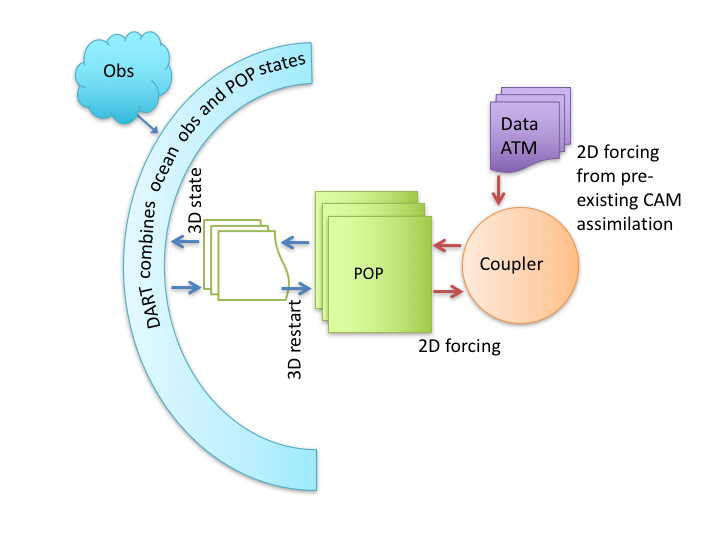 Obs
DART combines ocean obs and POP states
3D state
3D restart
POP
2D forcing
Coupler
Data
ATM
2D forcing
from pre-
existing CAM
assimilation